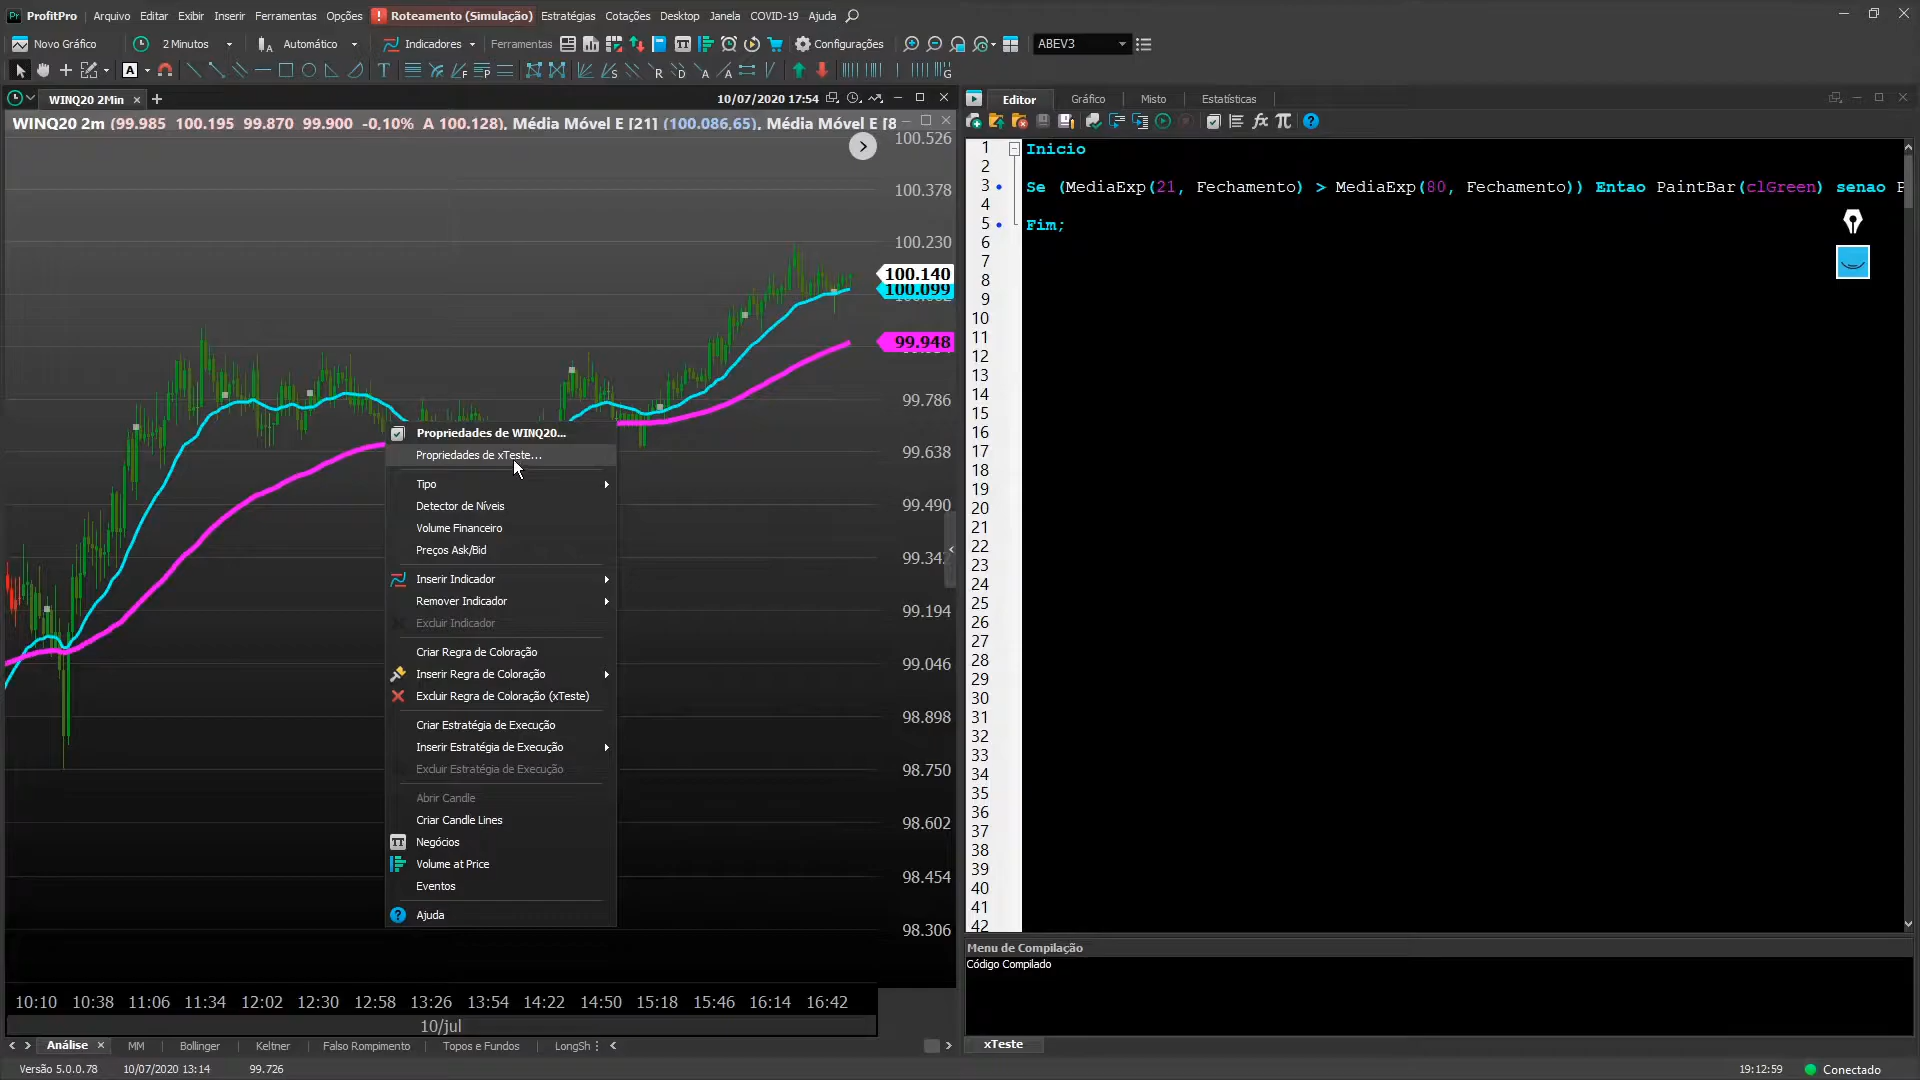 ProfitPro Arquivo Editar Exibir Inserir Ferramentas Opções Roteamento (Simulação) Estratégias Cotações Desktop Janela COVID-19 Ajuda
Novo Gráfico 2 Minutos Automático Indicadores Ferramentas Configurações ABEV3
WINQ20 2Min 10/07/2020 17:54
WINQ20 2m (99.985 100.195 99.870 99.900 -0,10% A 100.128), Média Móvel E [21] (100.086,65), Média Móvel E [8
100.526
100.378
100.230
100.140
100.099
99.948
99.786
99.638
99.490
99.342
99.194
99.046
98.898
98.750
98.602
98.454
98.306
Propriedades de WINQ20...
Propriedades de xTeste...
Tipo
Detector de Níveis
Volume Financeiro
Preços Ask/Bid
Inserir Indicador
Remover Indicador
Excluir Indicador
Criar Regra de Coloração
Inserir Regra de Coloração
Excluir Regra de Coloração (xTeste)
Criar Estratégia de Execução
Inserir Estratégia de Execução
Excluir Estratégia de Execução
Abrir Candle
Criar Candle Lines
Negócios
Volume at Price
Eventos
Ajuda
10:10 10:38 11:06 11:34 12:02 12:30 12:58 13:26 13:54 14:22 14:50 15:18 15:46 16:14 16:42
10/jul
Análise MM Bollinger Keltner Falso Rompimento Topos e Fundos LongSh
Editor Gráfico Misto Estatísticas
1 Inicio
2
3 Se (MediaExp(21, Fechamento) > MediaExp(80, Fechamento)) Entao PaintBar(clGreen) senao P
4
5 Fim;
6
7
8
9
10
11
12
13
14
15
16
17
18
19
20
21
22
23
24
25
26
27
28
29
30
31
32
33
34
35
36
37
38
39
40
41
42
Menu de Compilação
Código Compilado
xTeste
Versão 5.0.0.78 10/07/2020 13:14 99.726 19:12:59 Conectado